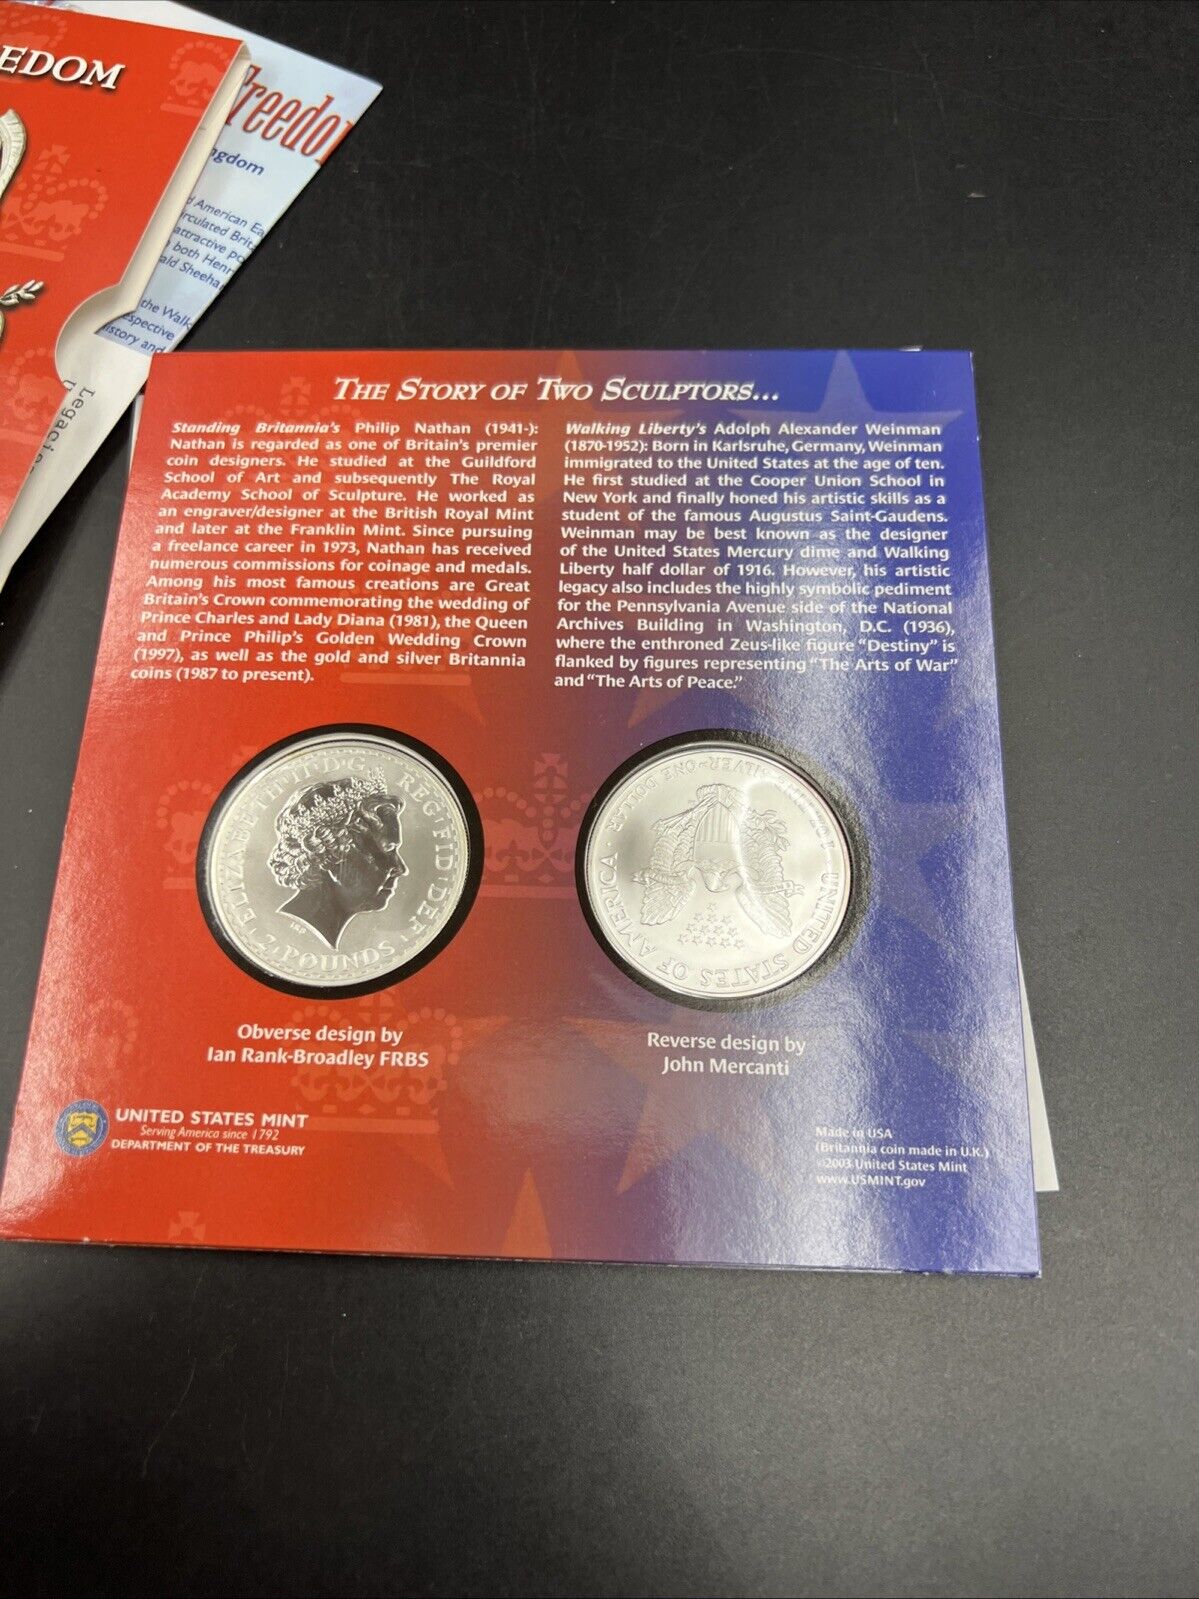 EDOM
Freedo
gdom
d American Ea
rculated Brit
attractive po
both Henr
ald Sheeha
the Walk
espective
istory and
Legacie
THE STORY OF TWO SCULPTORS...
Standing Britannia's Philip Nathan (1941-):
Nathan is regarded as one of Britain's premier
coin designers. He studied at the Guildford
School of Art and subsequently The Royal
Academy School of Sculpture. He worked as
an engraver/designer at the British Royal Mint
and later at the Franklin Mint. Since pursuing
a freelance career in 1973, Nathan has received
numerous commissions for coinage and medals.
Among his most famous creations are Great
Britain's Crown commemorating the wedding of
Prince Charles and Lady Diana (1981), the Queen
and Prince Philip's Golden Wedding Crown
(1997), as well as the gold and silver Britannia
coins (1987 to present).
Walking Liberty's Adolph Alexander Weinman
(1870-1952): Born in Karlsruhe, Germany, Weinman
immigrated to the United States at the age of ten.
He first studied at the Cooper Union School in
New York and finally honed his artistic skills as a
student of the famous Augustus Saint-Gaudens.
Weinman may be best known as the designer
of the United States Mercury dime and Walking
Liberty half dollar of 1916. However, his artistic
legacy also includes the highly symbolic pediment
for the Pennsylvania Avenue side of the National
Archives Building in Washington, D.C. (1936),
where the enthroned Zeus-like figure "Destiny" is
flanked by figures representing "The Arts of War"
and "The Arts of Peace."
ELIZABETH·II·D·G REG·FID·DEF
2 POUNDS
IRB
UNITED STATES OF AMERICA
SILVER~ONE DOLLAR
Obverse design by
Ian Rank-Broadley FRBS
Reverse design by
John Mercanti
UNITED STATES MINT
Serving America since 1792
DEPARTMENT OF THE TREASURY
Made in USA
(Britannia coin made in U.K.)
©2003 United States Mint
www.USMINT.gov